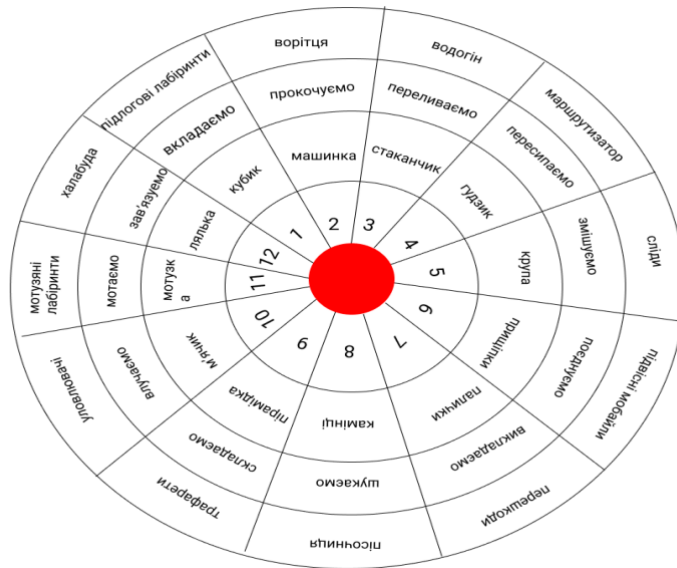 ворітця
водогін
маршрутизатор
сліди
підвісні мобайли
перешкоди
пісочниця
трафарети
уловлювачі
мотузяні
лабіринти
халабуда
підлогові лабіринти
прокочуємо
переливаємо
пересипаємо
змішуємо
поєднуємо
викладаємо
шукаємо
складаємо
влучаємо
мотаємо
зав'язуємо
вкладаємо
машинка
стаканчик
ґудзик
крупа
прищіпки
палички
камінці
пірамідка
м'ячик
мотузк
а
лялька
кубик
1
2
3
4
5
6
7
8
9
10
11
12